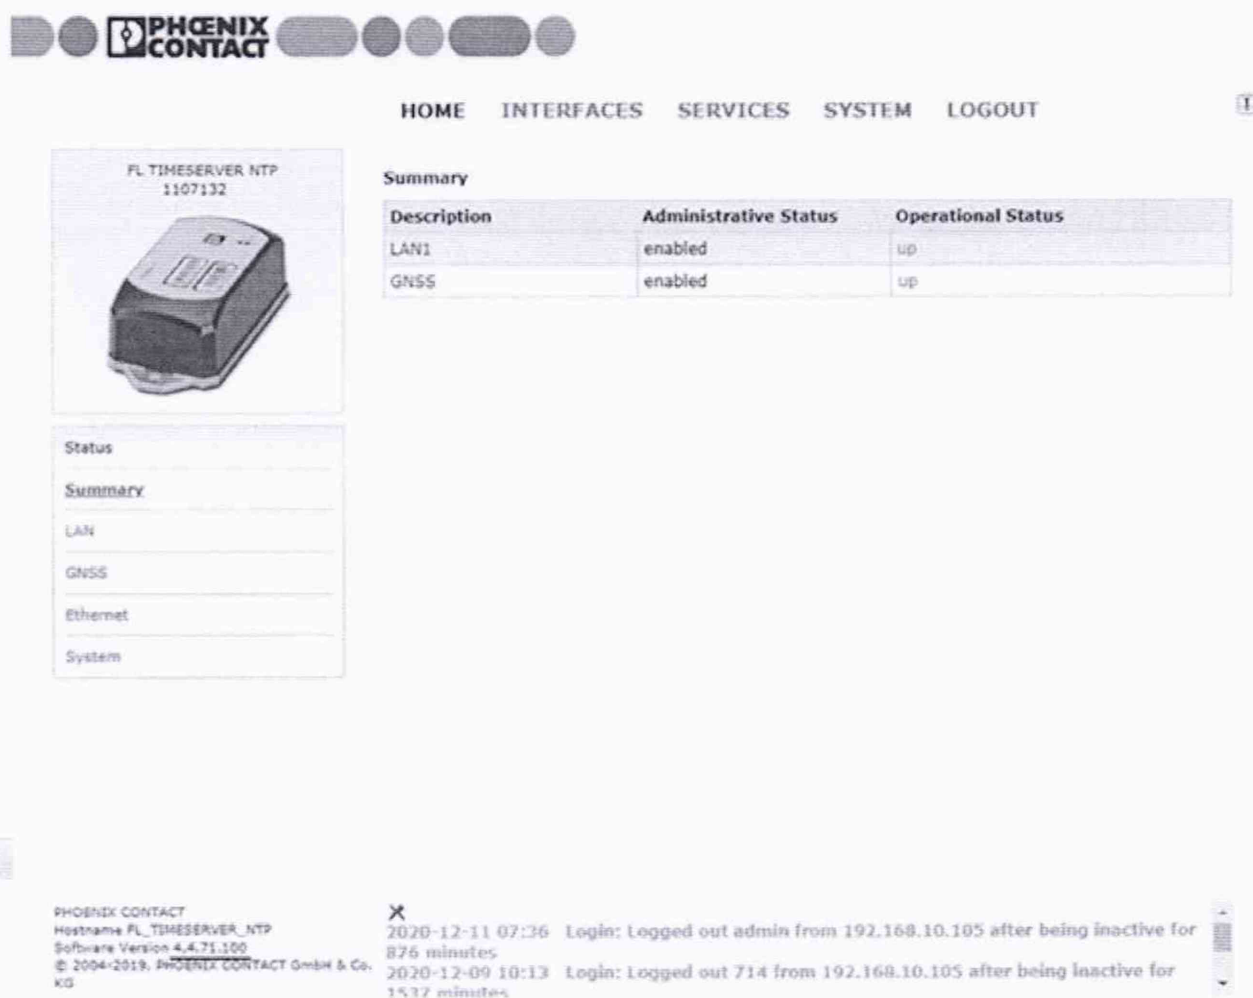 PHŒNIX
CONTACT
HOME INTERFACES SERVICES SYSTEM LOGOUT
FL TIMESERVER NTP
1107132
Summary
Description Administrative Status Operational Status
LAN1 enabled up
GNSS enabled up
Status
Summary
LAN
GNSS
Ethernet
System
PHOENIX CONTACT
Hostname FL_TIMESERVER_NTP
Software Version 4.4.71.100
© 2004-2019, PHOENIX CONTACT GmbH & Co.
KG
2020-12-11 07:36 Login: Logged out admin from 192.168.10.105 after being inactive for
876 minutes
2020-12-09 10:13 Login: Logged out 714 from 192.168.10.105 after being inactive for
1537 minutes